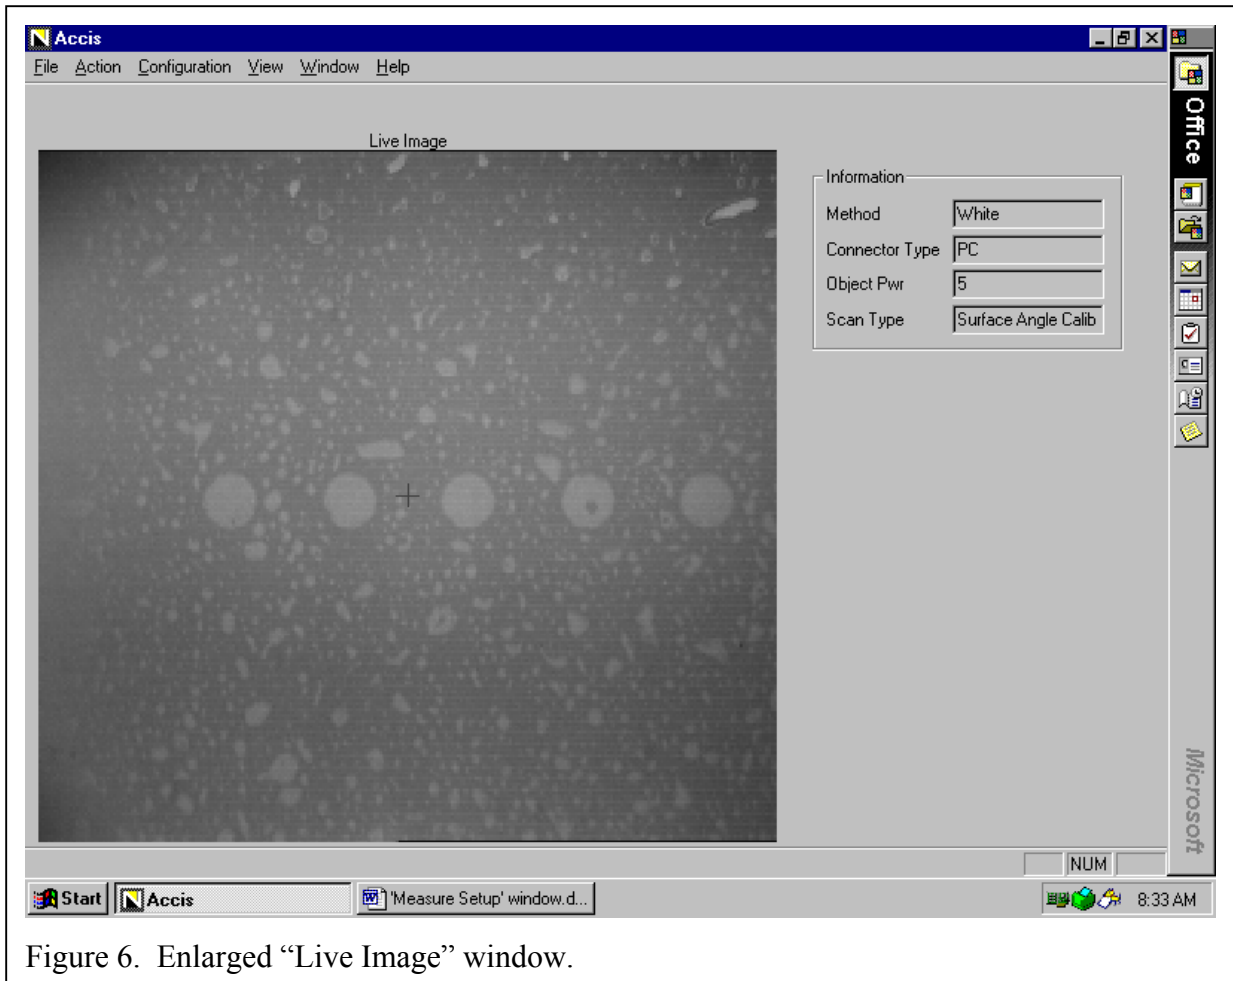 Accis
File Action Configuration View Window Help
Live Image
Information
Method White
Connector Type PC
Object Pwr 5
Scan Type Surface Angle Calib
Office
Microsoft
NUM
Start Accis 'Measure Setup' window.d... 8:33 AM
Figure 6. Enlarged “Live Image” window.